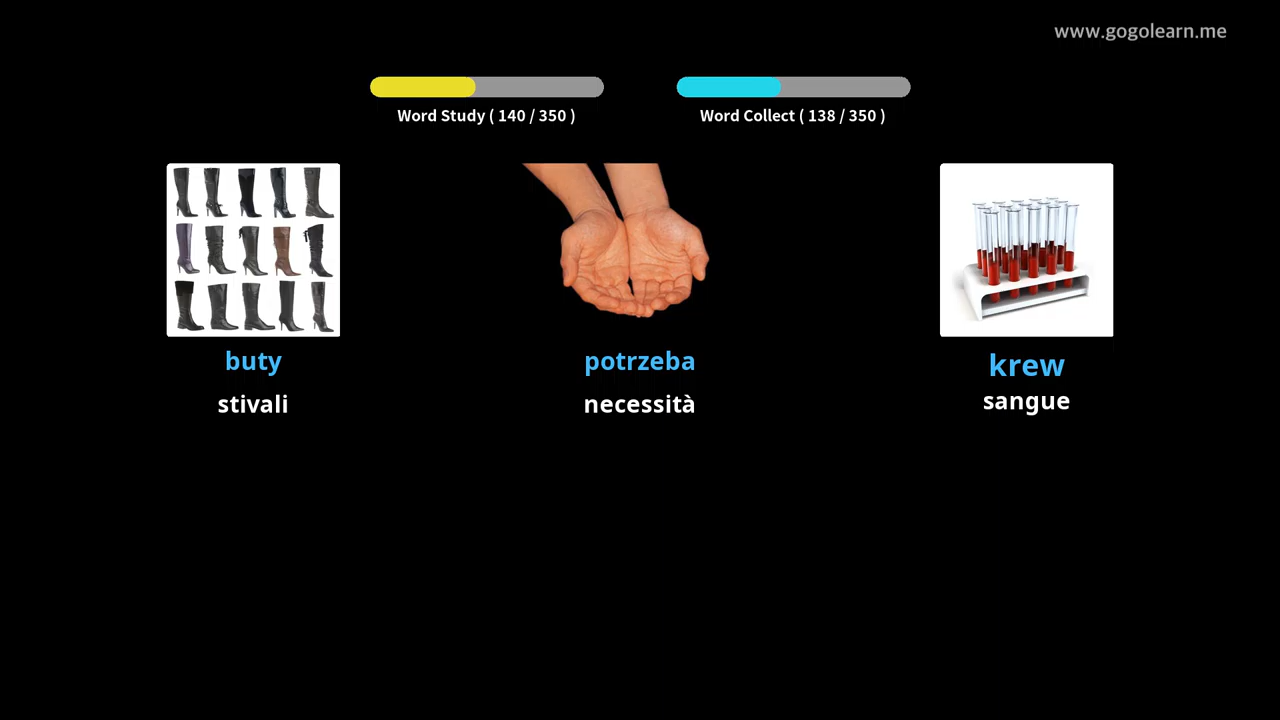 www.gogolearn.me
Word Study ( 140 / 350 )
Word Collect ( 138 / 350 )
buty
stivali
potrzeba
necessità
krew
sangue